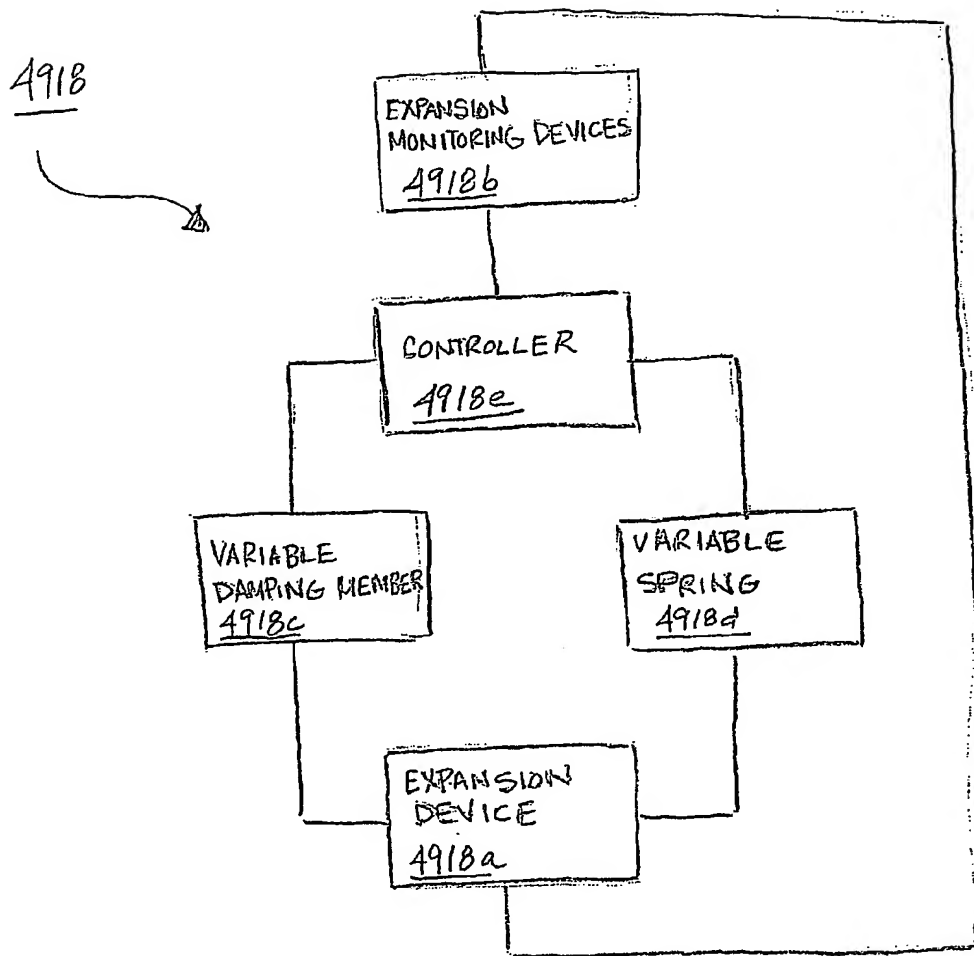 4918
EXPANSION
MONITORING DEVICES
4918b
CONTROLLER
4918e
VARIABLE
DAMPING MEMBER
4918c
VARIABLE
SPRING
4918d
EXPANSION
DEVICE
4918a